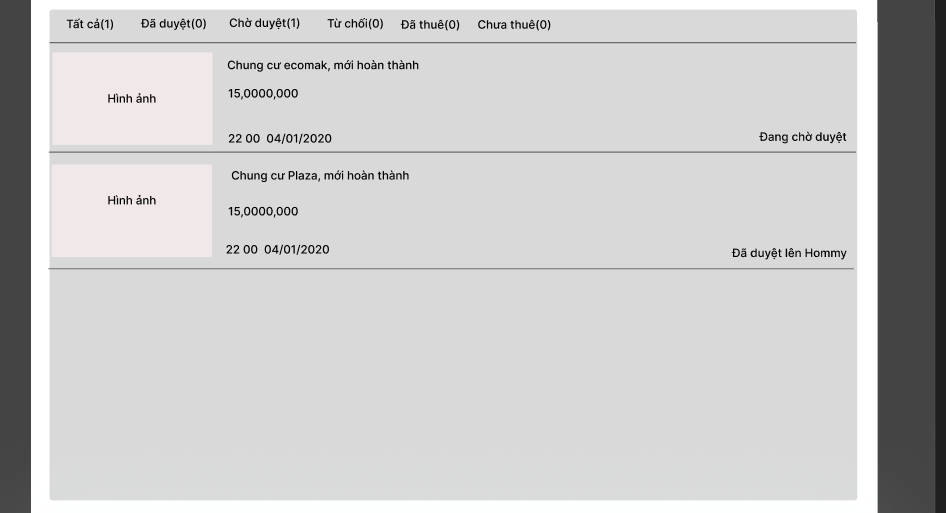 Tất cả(1) Đã duyệt(0) Chờ duyệt(1) Từ chối(0) Đã thuê(0) Chưa thuê(0)
Hình ảnh
Chung cư ecomak, mới hoàn thành
15,0000,000
22 00 04/01/2020
Đang chờ duyệt
Hình ảnh
Chung cư Plaza, mới hoàn thành
15,0000,000
22 00 04/01/2020
Đã duyệt lên Hommy